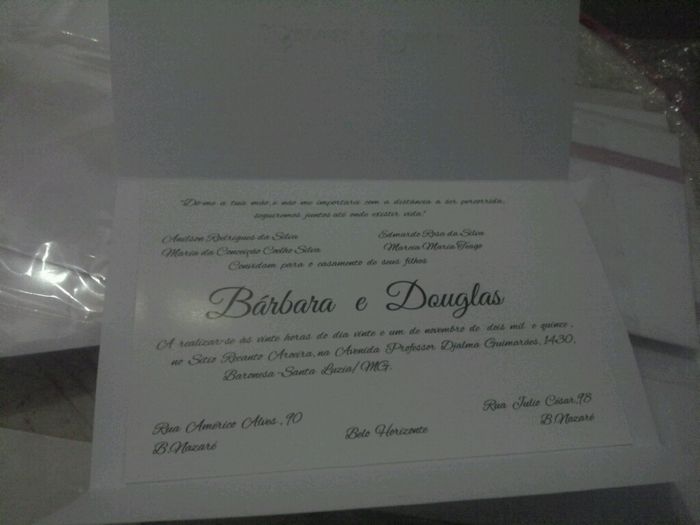 "Dê-me a tua mão, e não me importará com a distância a ser percorrida,
seguiremos juntos até onde existir vida."
Anilson Rodrigues da Silva
Maria da Conceição Coelho Silva
Edmardo Rosa da Silva
Marcia Maria Tiago
Convidam para o casamento de seus filhos
Bárbara e Douglas
A realizar-se às vinte horas do dia vinte e um de novembro de dois mil e quinze,
no Sítio Recanto Aroeira, na Avenida Professor Djalma Guimarães, 1430,
Baronesa-Santa Luzia/MG.
Rua Américo Alves, 90
B.Nazaré
Belo Horizonte
Rua Julio César, 98
B.Nazaré